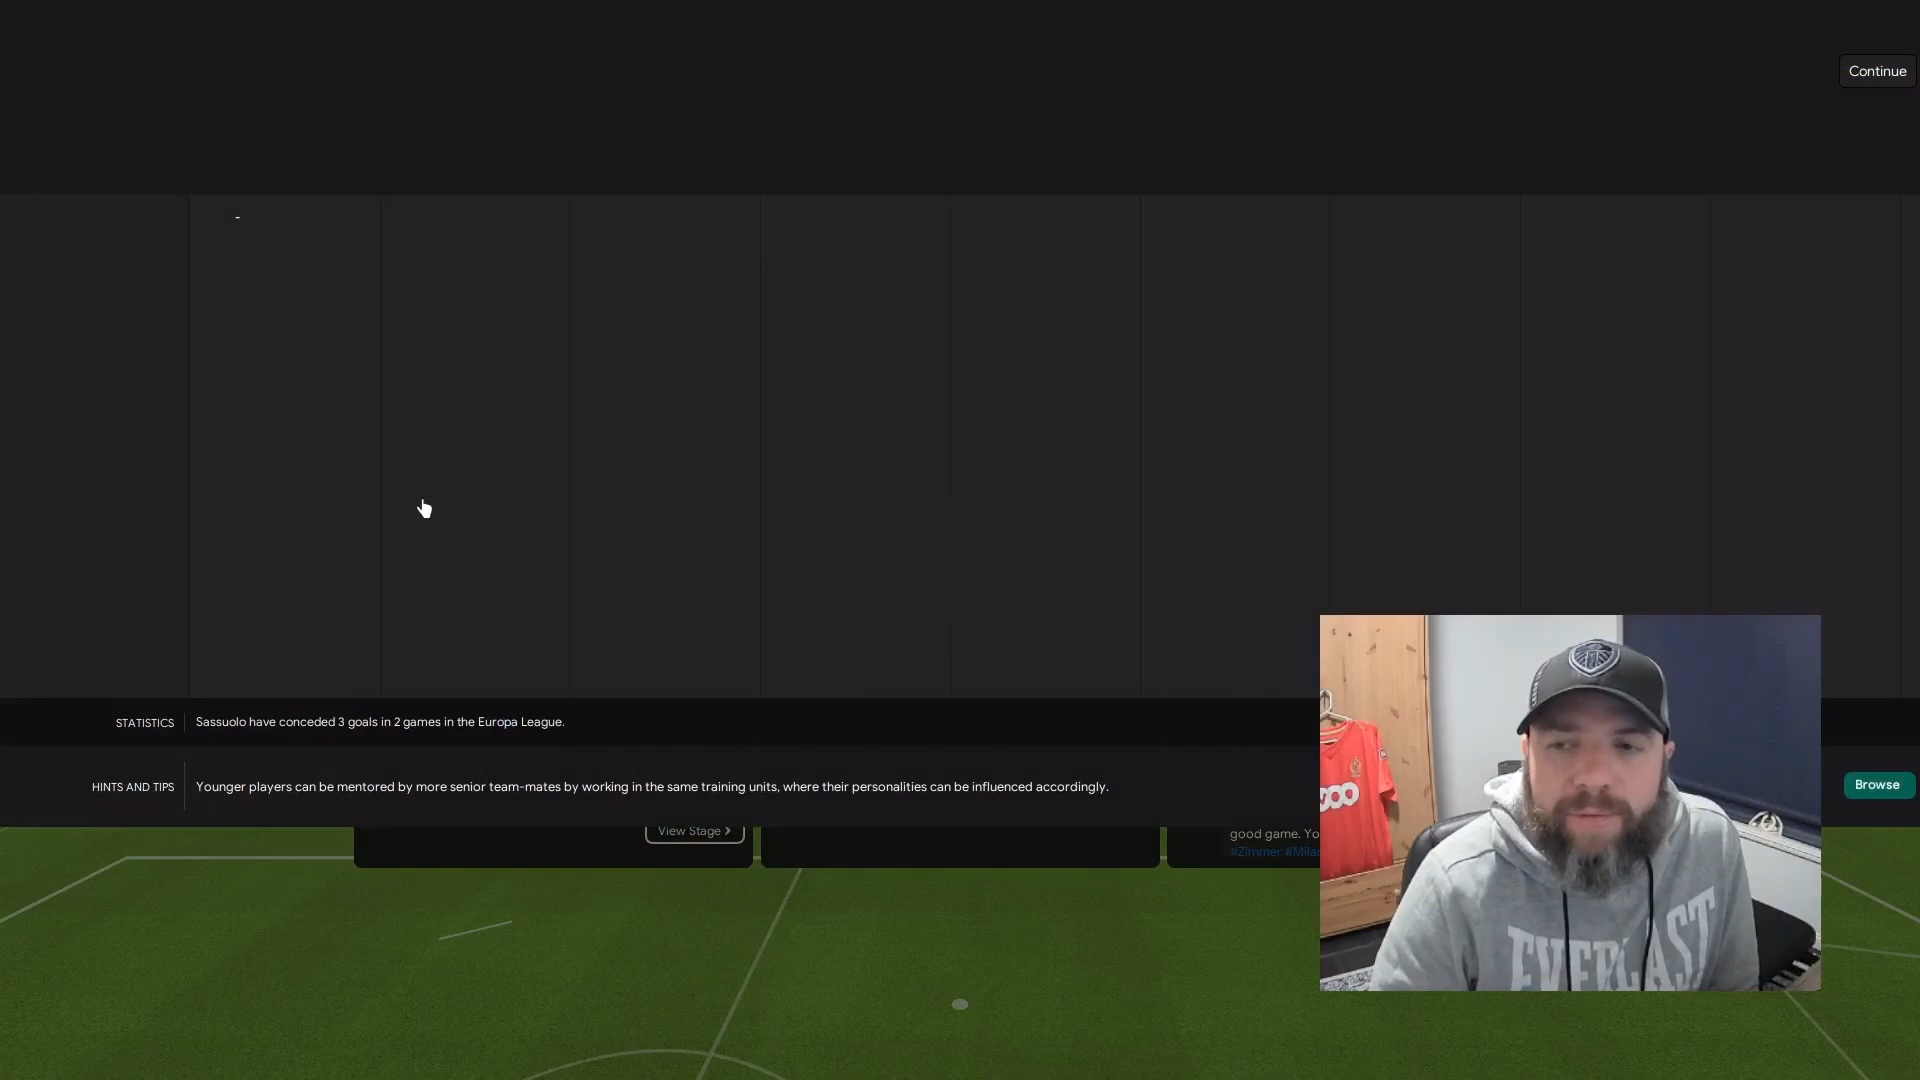 Continue
-
STATISTICS
Sassuolo have conceded 3 goals in 2 games in the Europa League.
HINTS AND TIPS
Younger players can be mentored by more senior team-mates by working in the same training units, where their personalities can be influenced accordingly.
Browse
View Stage
good game. Yo
#Zimmer #Milan
EVERLAST